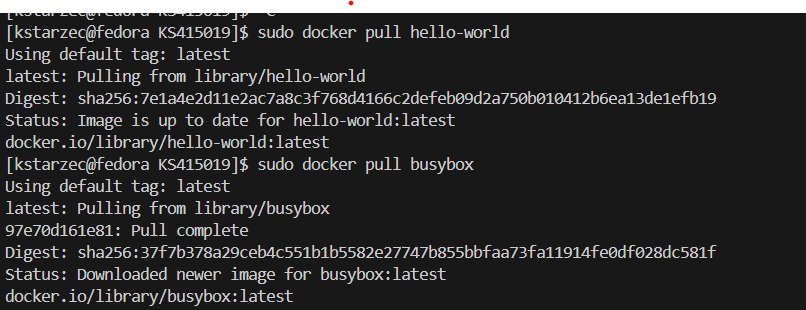 [kstarzec@fedora KS415019]$ sudo docker pull hello-world
Using default tag: latest
latest: Pulling from library/hello-world
Digest: sha256:7e1a4e2d11e2ac7a8c3f768d4166c2defeb09d2a750b010412b6ea13de1efb19
Status: Image is up to date for hello-world:latest
docker.io/library/hello-world:latest
[kstarzec@fedora KS415019]$ sudo docker pull busybox
Using default tag: latest
latest: Pulling from library/busybox
97e70d161e81: Pull complete
Digest: sha256:37f7b378a29ceb4c551b1b5582e27747b855bbfaa73fa11914fe0df028dc581f
Status: Downloaded newer image for busybox:latest
docker.io/library/busybox:latest